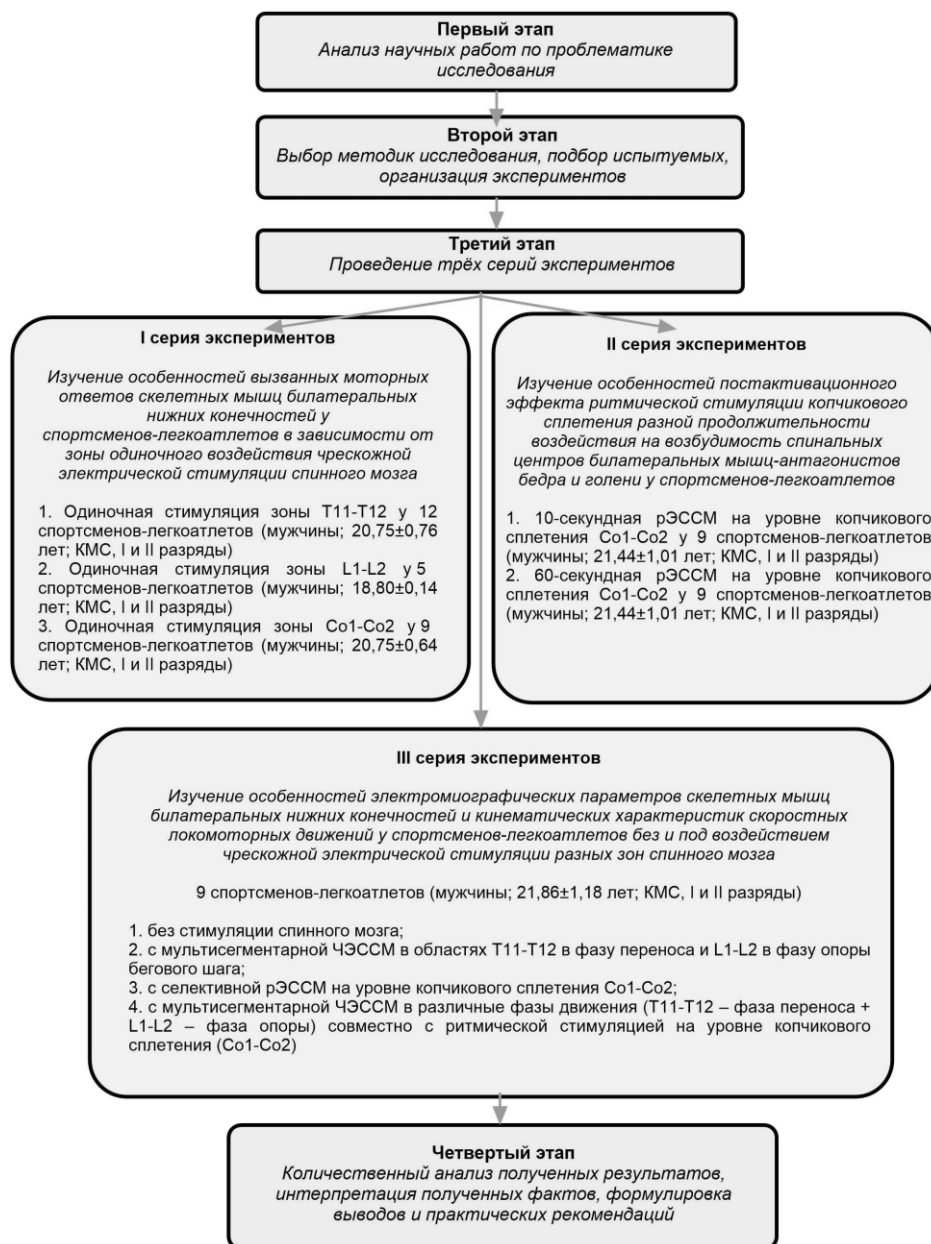 Первый этап
Анализ научных работ по проблематике
исследования
Второй этап
Выбор методик исследования, подбор испытуемых,
организация экспериментов
Третий этап
Проведение трёх серий экспериментов
I серия экспериментов
Изучение особенностей вызванных моторных
ответов скелетных мышц билатеральных
нижних конечностей у
спортсменов-легкоатлетов в зависимости от
зоны одиночного воздействия чрескожной
электрической стимуляции спинного мозга
1. Одиночная стимуляция зоны T11-T12 у 12
спортсменов-легкоатлетов (мужчины; 20,75±0,76
лет; КМС, I и II разряды)
2. Одиночная стимуляция зоны L1-L2 у 5
спортсменов-легкоатлетов (мужчины; 18,80±0,14
лет; КМС, I и II разряды)
3. Одиночная стимуляция зоны Co1-Co2 у 9
спортсменов-легкоатлетов (мужчины; 20,75±0,64
лет; КМС, I и II разряды)
II серия экспериментов
Изучение особенностей постактивационного
эффекта ритмической стимуляции копчикового
сплетения разной продолжительности
воздействия на возбудимость спинальных
центров билатеральных мышц-антагонистов
бедра и голени у спортсменов-легкоатлетов
1. 10-секундная рЭССМ на уровне копчикового
сплетения Co1-Co2 у 9 спортсменов-легкоатлетов
(мужчины; 21,44±1,01 лет; КМС, I и II разряды)
2. 60-секундная рЭССМ на уровне копчикового
сплетения Co1-Co2 у 9 спортсменов-легкоатлетов
(мужчины; 21,44±1,01 лет; КМС, I и II разряды)
III серия экспериментов
Изучение особенностей электромиографических параметров скелетных мышц
билатеральных нижних конечностей и кинематических характеристик скоростных
локомоторных движений у спортсменов-легкоатлетов без и под воздействием
чрескожной электрической стимуляции разных зон спинного мозга
9 спортсменов-легкоатлетов (мужчины; 21,86±1,18 лет; КМС, I и II разряды)
1. без стимуляции спинного мозга;
2. с мультисегментарной ЧЭССМ в областях T11-T12 в фазу переноса и L1-L2 в фазу опоры
бегового шага;
3. с селективной рЭССМ на уровне копчикового сплетения Co1-Co2;
4. с мультисегментарной ЧЭССМ в различные фазы движения (T11-T12 – фаза переноса +
L1-L2 – фаза опоры) совместно с ритмической стимуляцией на уровне копчикового
сплетения (Co1-Co2)
Четвертый этап
Количественный анализ полученных результатов,
интерпретация полученных фактов, формулировка
выводов и практических рекомендаций